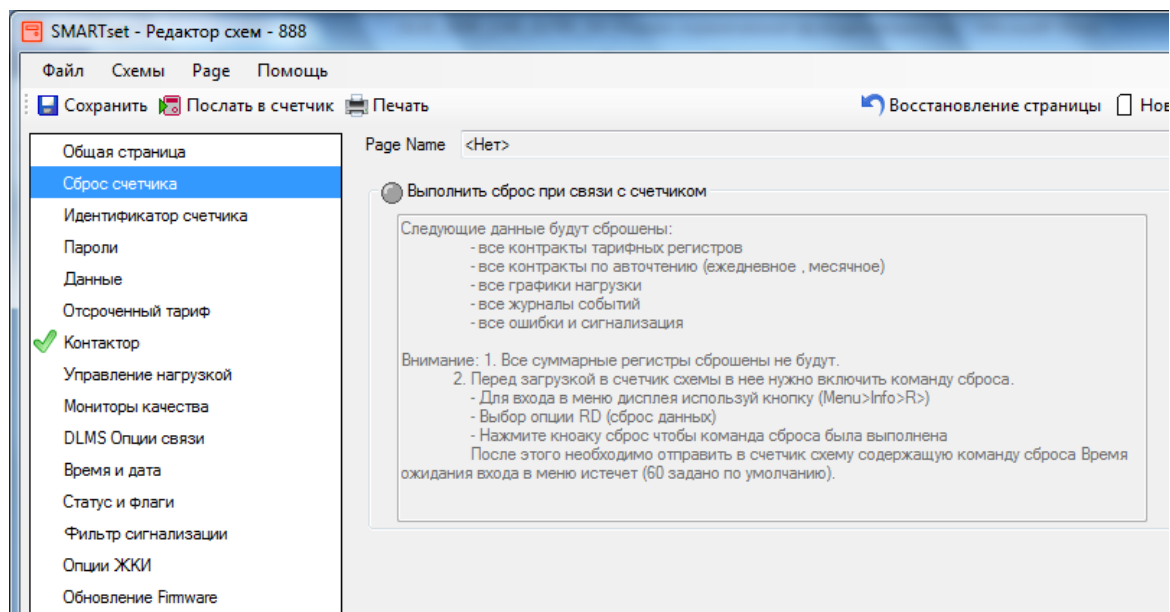 SMARTset - Редактор схем - 888
Файл Схемы Page Помощь
Сохранить Послать в счетчик Печать Восстановление страницы Нов
Общая страница
Сброс счетчика
Идентификатор счетчика
Пароли
Данные
Отсроченный тариф
Контактор
Управление нагрузкой
Мониторы качества
DLMS Опции связи
Время и дата
Статус и флаги
Фильтр сигнализации
Опции ЖКИ
Обновление Firmware
Page Name <Нет>
Выполнить сброс при связи с счетчиком
Следующие данные будут сброшены:
- все контракты тарифных регистров
- все контракты по авточтению (ежедневное , месячное)
- все графики нагрузки
- все журналы событий
- все ошибки и сигнализация
Внимание: 1. Все суммарные регистры сброшены не будут.
2. Перед загрузкой в счетчик схемы в нее нужно включить команду сброса.
- Для входа в меню дисплея используй кнопку (Menu>Info>R>)
- Выбор опции RD (сброс данных)
- Нажмите кноаку сброс чтобы команда сброса была выполнена
После этого необходимо отправить в счетчик схему содержащую команду сброса Время
ожидания входа в меню истечет (60 задано по умолчанию).